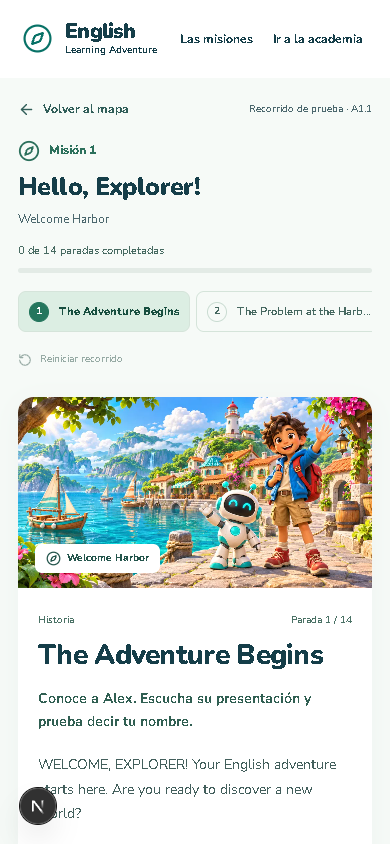 English
Learning Adventure
Las misiones
Ir a la academia
Volver al mapa
Recorrido de prueba · A1.1
Misión 1
Hello, Explorer!
Welcome Harbor
0 de 14 paradas completadas
1 The Adventure Begins
2 The Problem at the Harb...
Reiniciar recorrido
Welcome Harbor
Historia
Parada 1 / 14
The Adventure Begins
Conoce a Alex. Escucha su presentación y
prueba decir tu nombre.
WELCOME, EXPLORER! Your English adventure
starts here. Are you ready to discover a new
world?
N